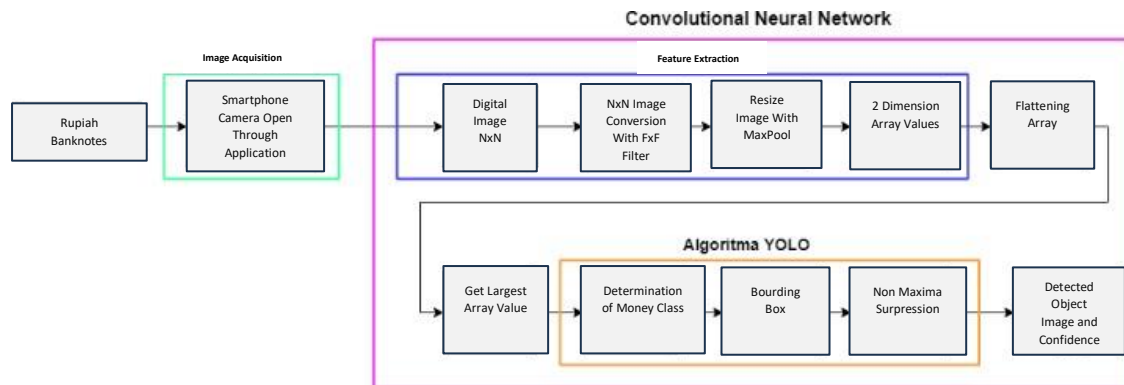 Convolutional Neural Network
Image Acquisition
Feature Extraction
Rupiah
Banknotes
Smartphone
Camera Open
Through
Application
Digital
Image
NxN
NxN Image
Conversion
With FxF
Filter
Resize
Image With
MaxPool
2 Dimension
Array Values
Flattening
Array
Algoritma YOLO
Get Largest
Array Value
Determination
of Money Class
Bourding
Box
Non Maxima
Surpression
Detected
Object
Image and
Confidence